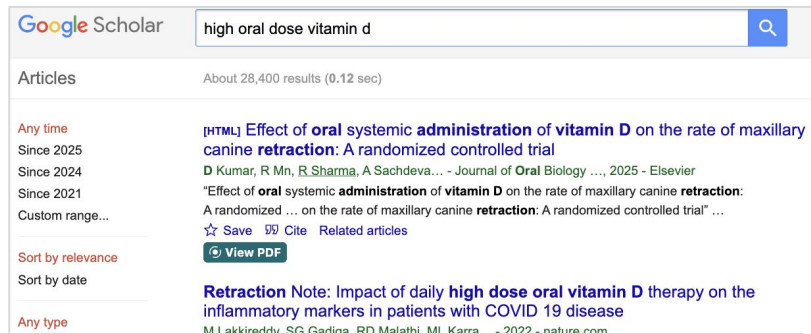 Google Scholar
high oral dose vitamin d
Articles
About 28,400 results (0.12 sec)
Any time
Since 2025
Since 2024
Since 2021
Custom range...
Sort by relevance
Sort by date
Any type
[HTML] Effect of oral systemic administration of vitamin D on the rate of maxillary
canine retraction: A randomized controlled trial
D Kumar, R Mn, R Sharma, A Sachdeva… - Journal of Oral Biology …, 2025 - Elsevier
“Effect of oral systemic administration of vitamin D on the rate of maxillary canine retraction:
A randomized … on the rate of maxillary canine retraction: A randomized controlled trial” …
Save Cite Related articles
View PDF
Retraction Note: Impact of daily high dose oral vitamin D therapy on the
inflammatory markers in patients with COVID 19 disease
M Lakkireddy, SG Gadiga, RD Malathi, ML Karra… - 2022 - nature.com